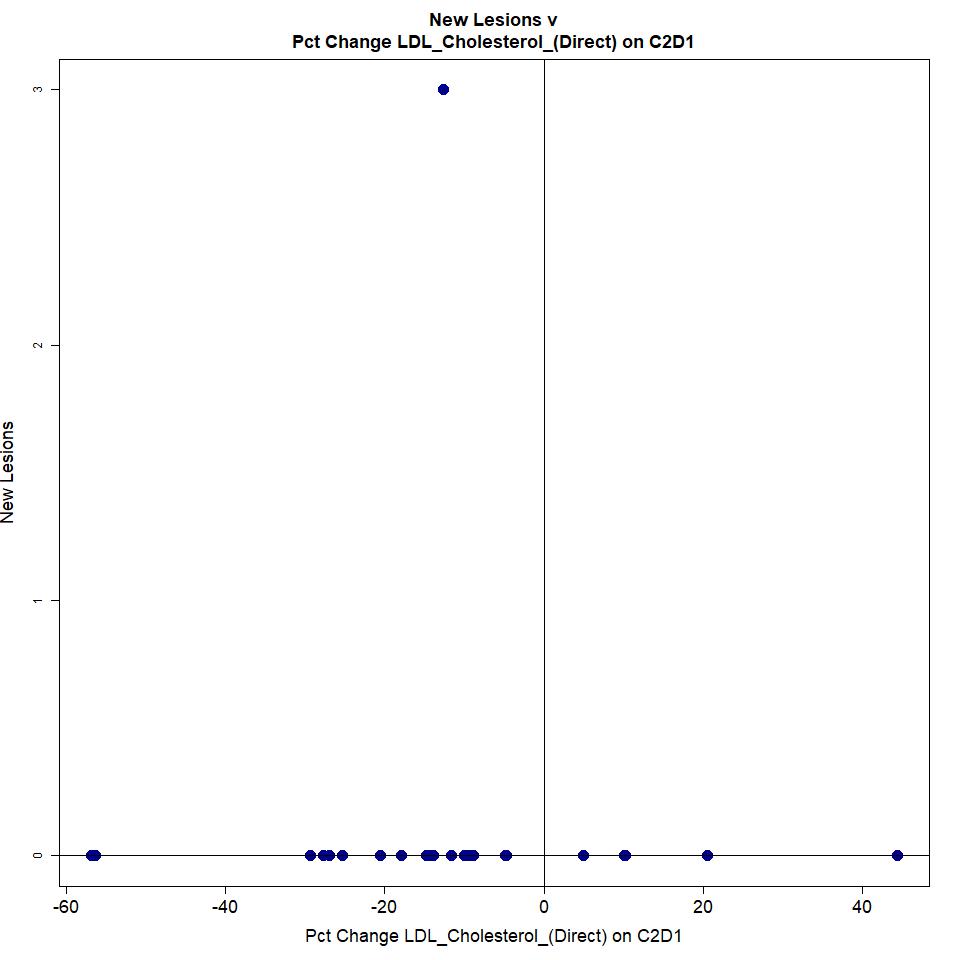 New Lesions v
Pct Change LDL_Cholesterol_(Direct) on C2D1
3
2
1
0
New Lesions
-60
-40
-20
0
20
40
Pct Change LDL_Cholesterol_(Direct) on C2D1